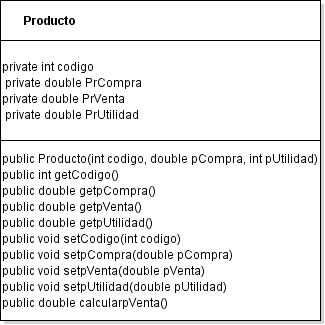 Producto
private int codigo
private double PrCompra
private double PrVenta
private double PrUtilidad
public Producto(int codigo, double pCompra, int pUtilidad)
public int getCodigo()
public double getpCompra()
public double getpVenta()
public double getpUtilidad()
public void setCodigo(int codigo)
public void setpCompra(double pCompra)
public void setpVenta(double pVenta)
public void setpUtilidad(double pUtilidad)
public double calcularpVenta()